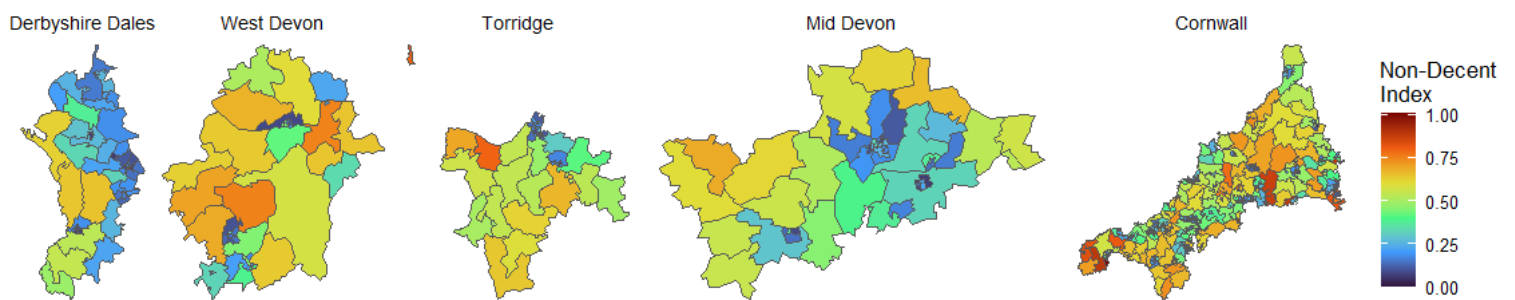 Derbyshire Dales
West Devon
Torridge
Mid Devon
Cornwall
Non-Decent
Index
1.00
0.75
0.50
0.25
0.00